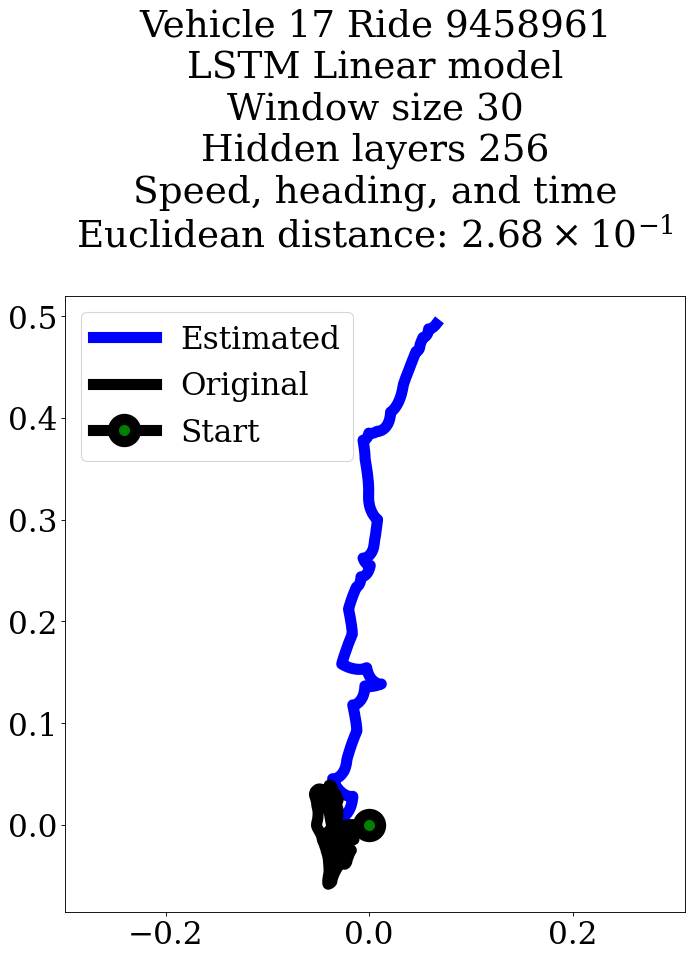 Vehicle 17 Ride 9458961
LSTM Linear model
Window size 30
Hidden layers 256
Speed, heading, and time
Euclidean distance: 2.68 × 10⁻¹
Estimated
Original
Start
0.5
0.4
0.3
0.2
0.1
0.0
−0.2
0.0
0.2